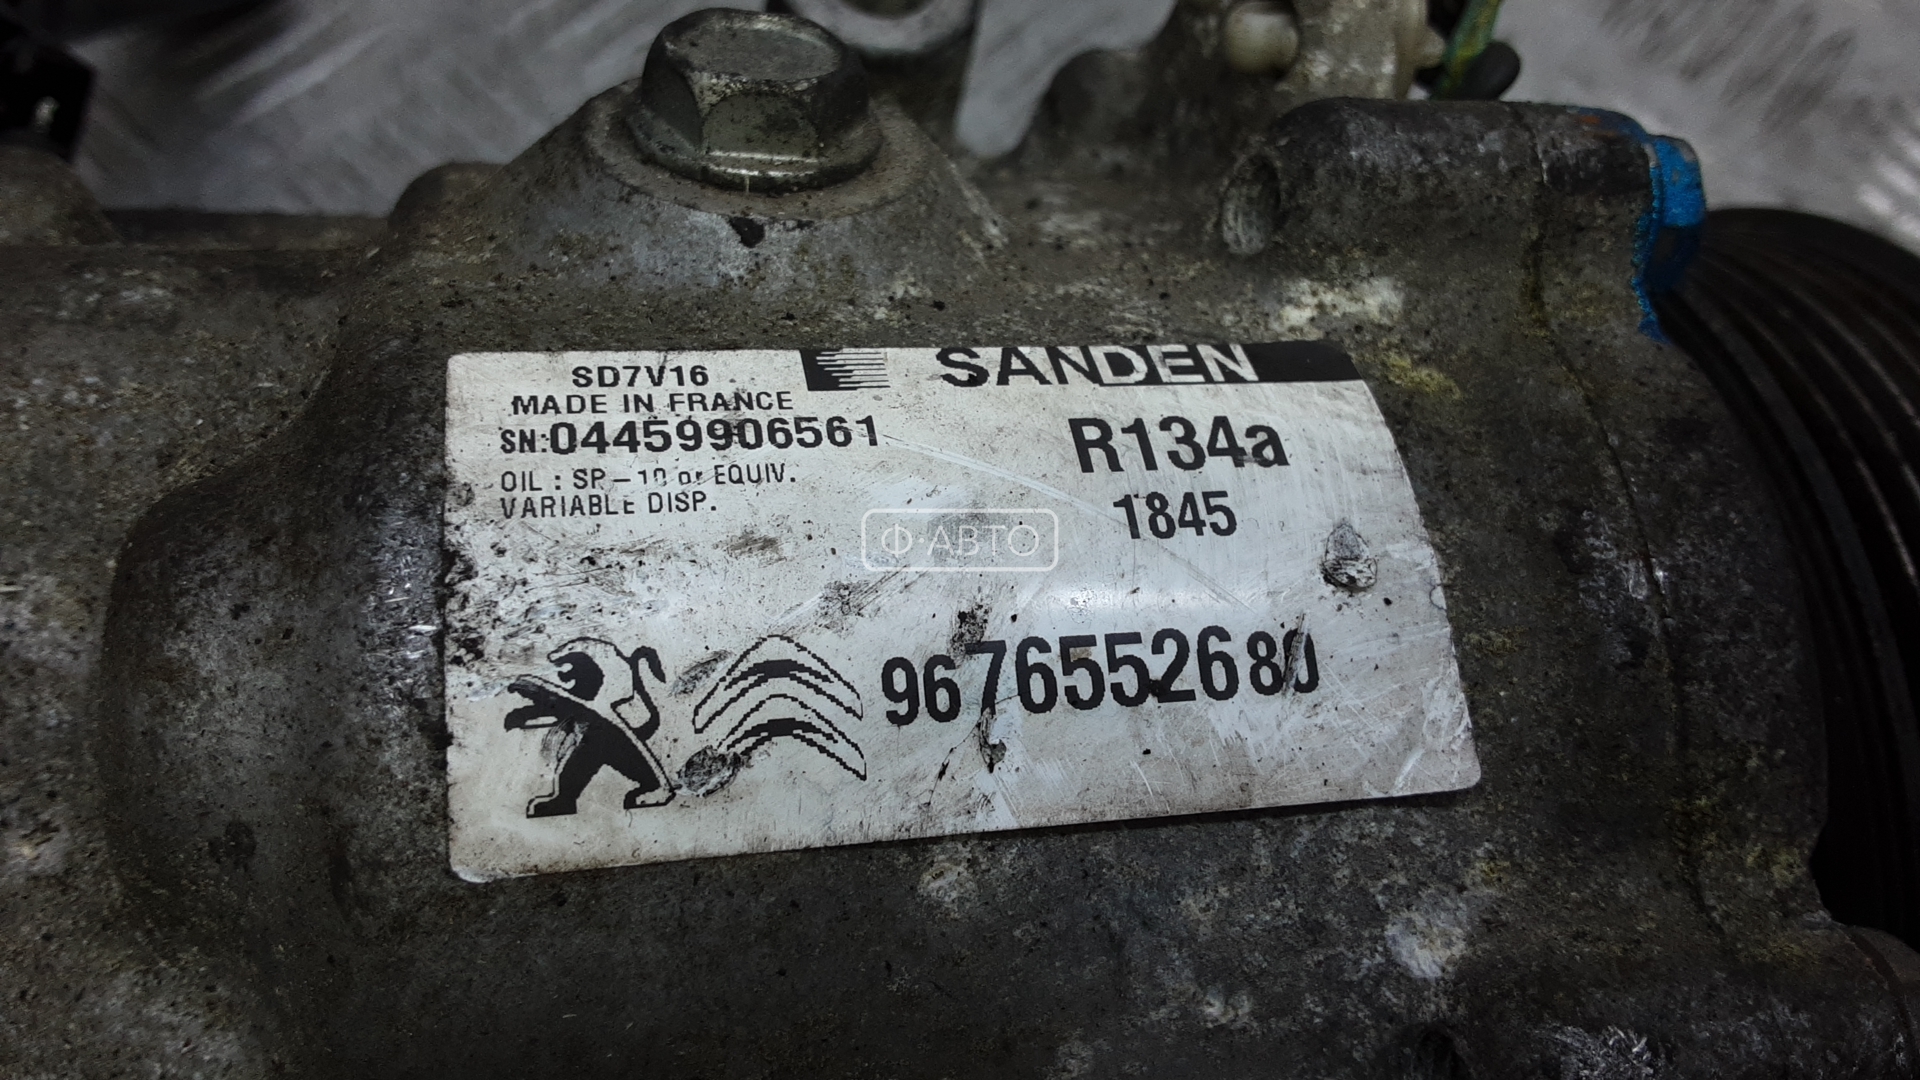 SD7V16
SANDEN
MADE IN FRANCE
SN:04459906561
R134a
OIL : SP-10 or EQUIV.
VARIABLE DISP.
1845
Ф·АВТО
9676552680